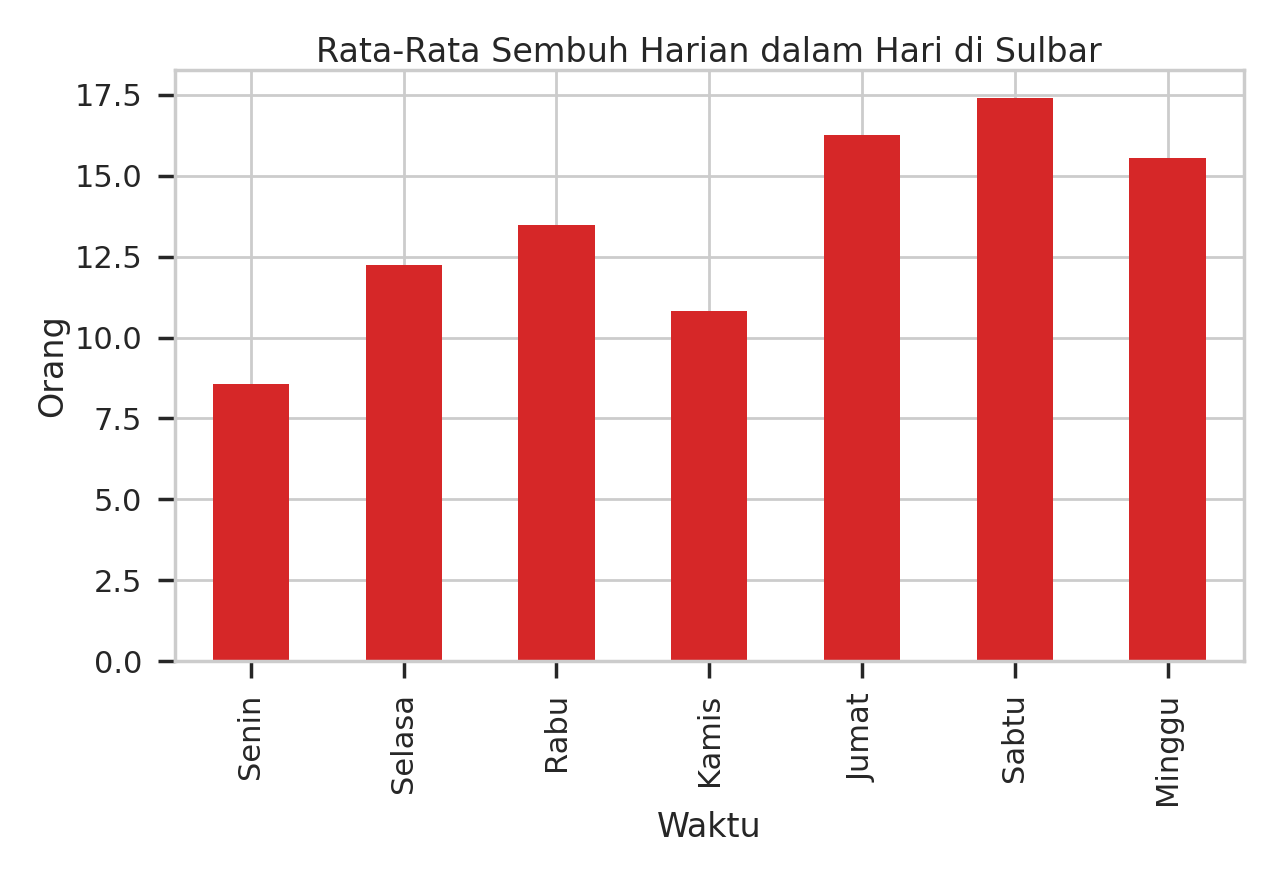 Rata-Rata Sembuh Harian dalam Hari di Sulbar
17.5
15.0
12.5
10.0
7.5
5.0
2.5
0.0
Orang
Senin
Selasa
Rabu
Kamis
Jumat
Sabtu
Minggu
Waktu